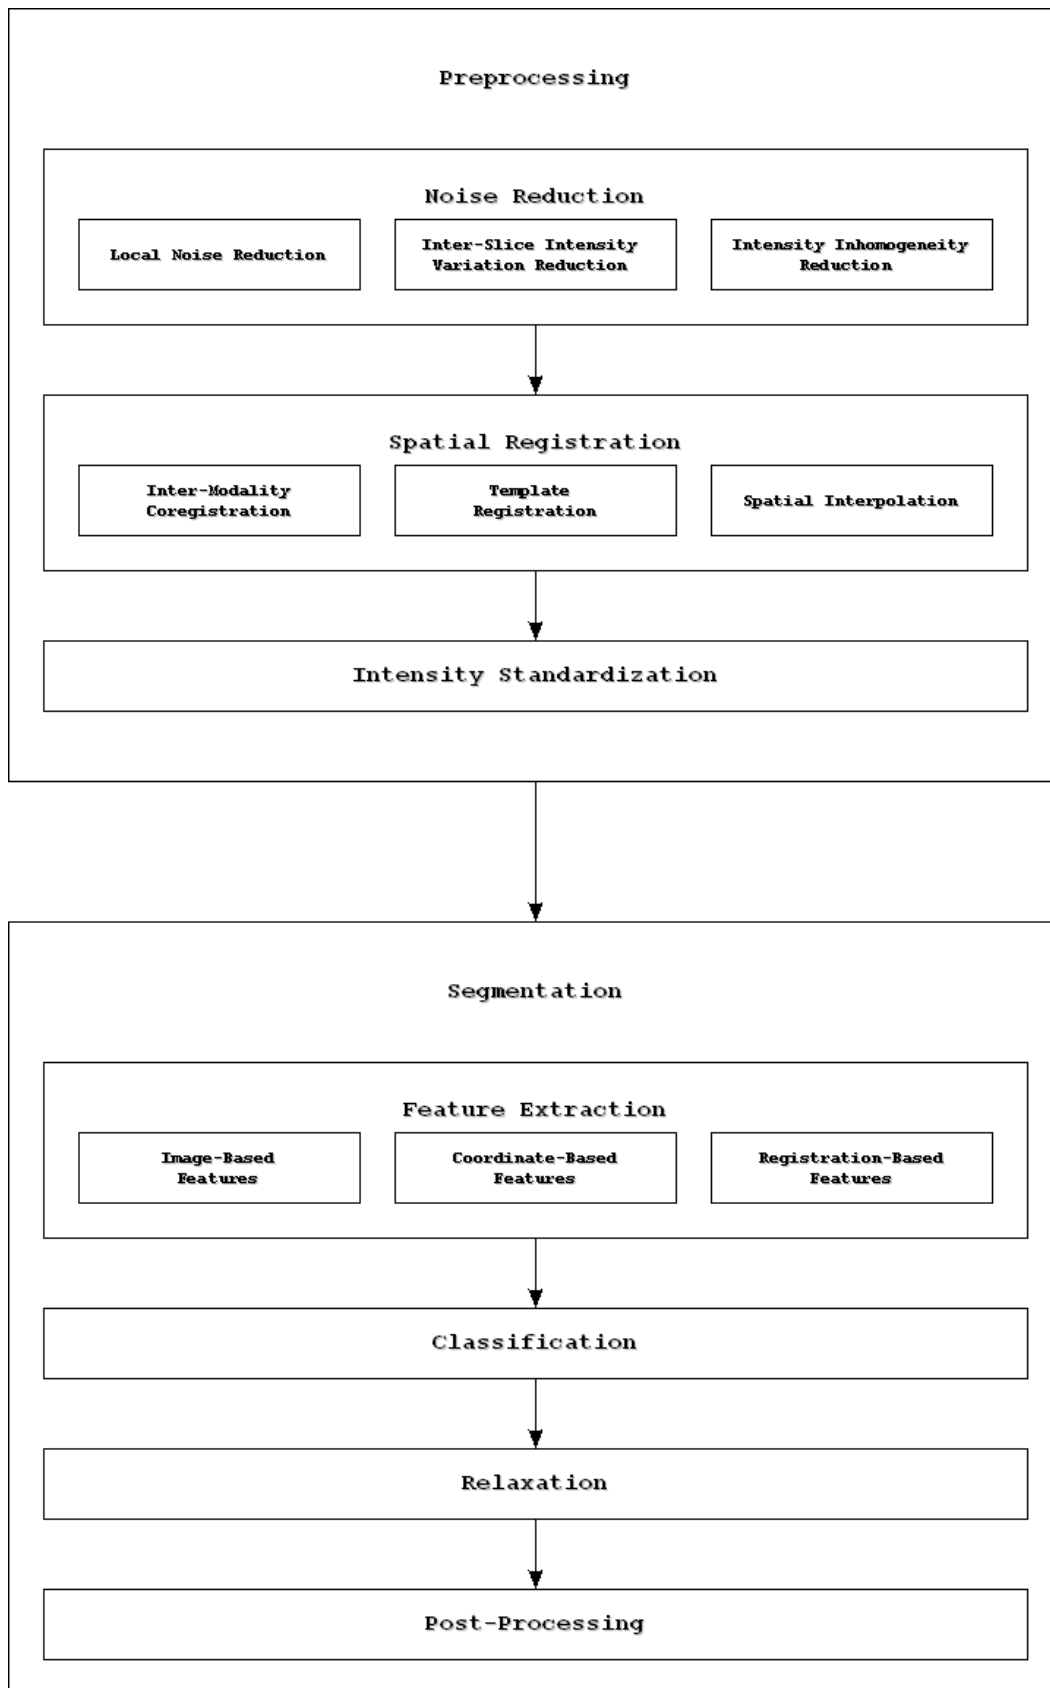 Preprocessing
Noise Reduction
Local Noise Reduction
Inter-Slice Intensity
Variation Reduction
Intensity Inhomogeneity
Reduction
Spatial Registration
Inter-Modality
Coregistration
Template
Registration
Spatial Interpolation
Intensity Standardization
Segmentation
Feature Extraction
Image-Based
Features
Coordinate-Based
Features
Registration-Based
Features
Classification
Relaxation
Post-Processing